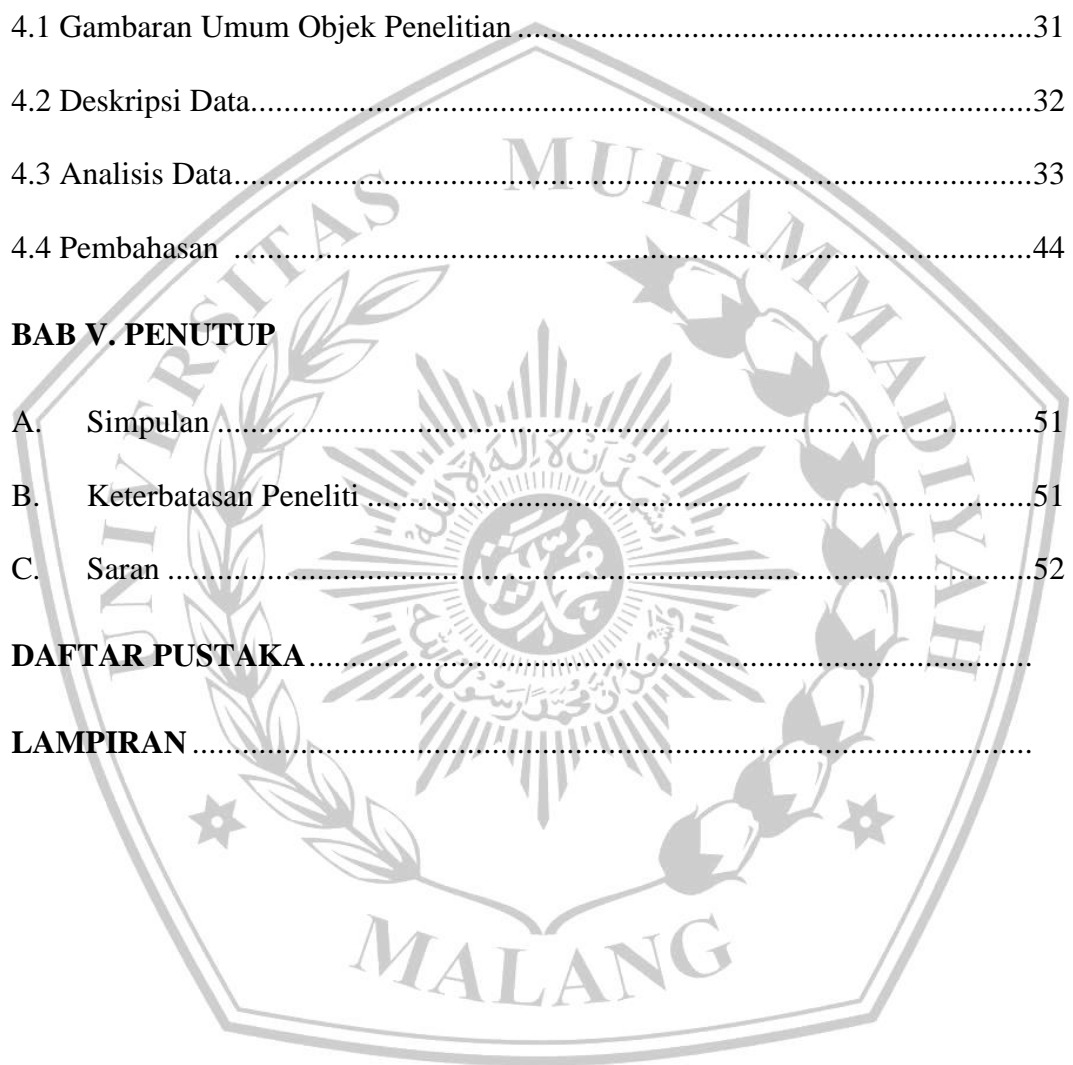 4.1 Gambaran Umum Objek Penelitian ....................................................................31
4.2 Deskripsi Data.......................................................................................................32
4.3 Analisis Data.........................................................................................................33
4.4 Pembahasan ........................................................................................................44
BAB V. PENUTUP
A. Simpulan ...........................................................................................................51
B. Keterbatasan Peneliti .......................................................................................51
C. Saran .................................................................................................................52
DAFTAR PUSTAKA...............................................................................................
LAMPIRAN..............................................................................................................
UNIVERSITAS MUHAMMADIYAH
MALANG